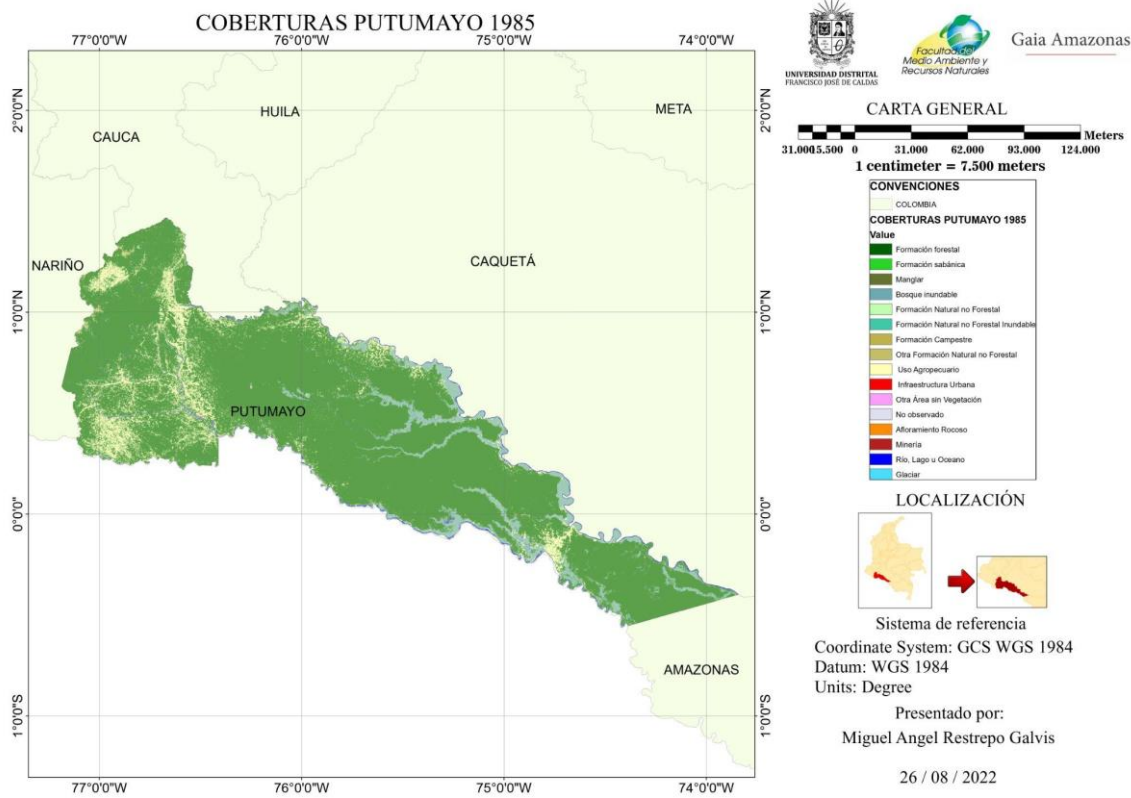 COBERTURAS PUTUMAYO 1985
77°0'0"W 76°0'0"W 75°0'0"W 74°0'0"W
2°0'0"N 2°0'0"N
1°0'0"N 1°0'0"N
0°0'0" 0°0'0"
1°0'0"S 1°0'0"S
HUILA
META
CAUCA
NARIÑO
CAQUETÁ
PUTUMAYO
AMAZONAS
77°0'0"W 76°0'0"W 75°0'0"W 74°0'0"W
UNIVERSIDAD DISTRITAL
FRANCISCO JOSÉ DE CALDAS
Facultad del
Medio Ambiente y
Recursos Naturales
Gaia Amazonas
CARTA GENERAL
31.000 15.500 0 31.000 62.000 93.000 124.000 Meters
1 centimeter = 7.500 meters
CONVENCIONES
COLOMBIA
COBERTURAS PUTUMAYO 1985
Value
Formación forestal
Formación sabánica
Manglar
Bosque inundable
Formación Natural no Forestal
Formación Natural no Forestal Inundable
Formación Campestre
Otra Formación Natural no Forestal
Uso Agropecuario
Infraestructura Urbana
Otra Área sin Vegetación
No observado
Afloramiento Rocoso
Minería
Río, Lago u Oceano
Glaciar
LOCALIZACIÓN
Sistema de referencia
Coordinate System: GCS WGS 1984
Datum: WGS 1984
Units: Degree
Presentado por:
Miguel Angel Restrepo Galvis
26 / 08 / 2022